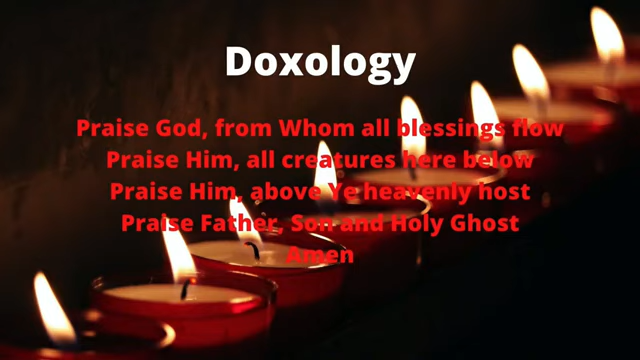 Doxology
Praise God, from Whom all blessings flow
Praise Him, all creatures here below
Praise Him, above Ye heavenly host
Praise Father, Son and Holy Ghost
Amen